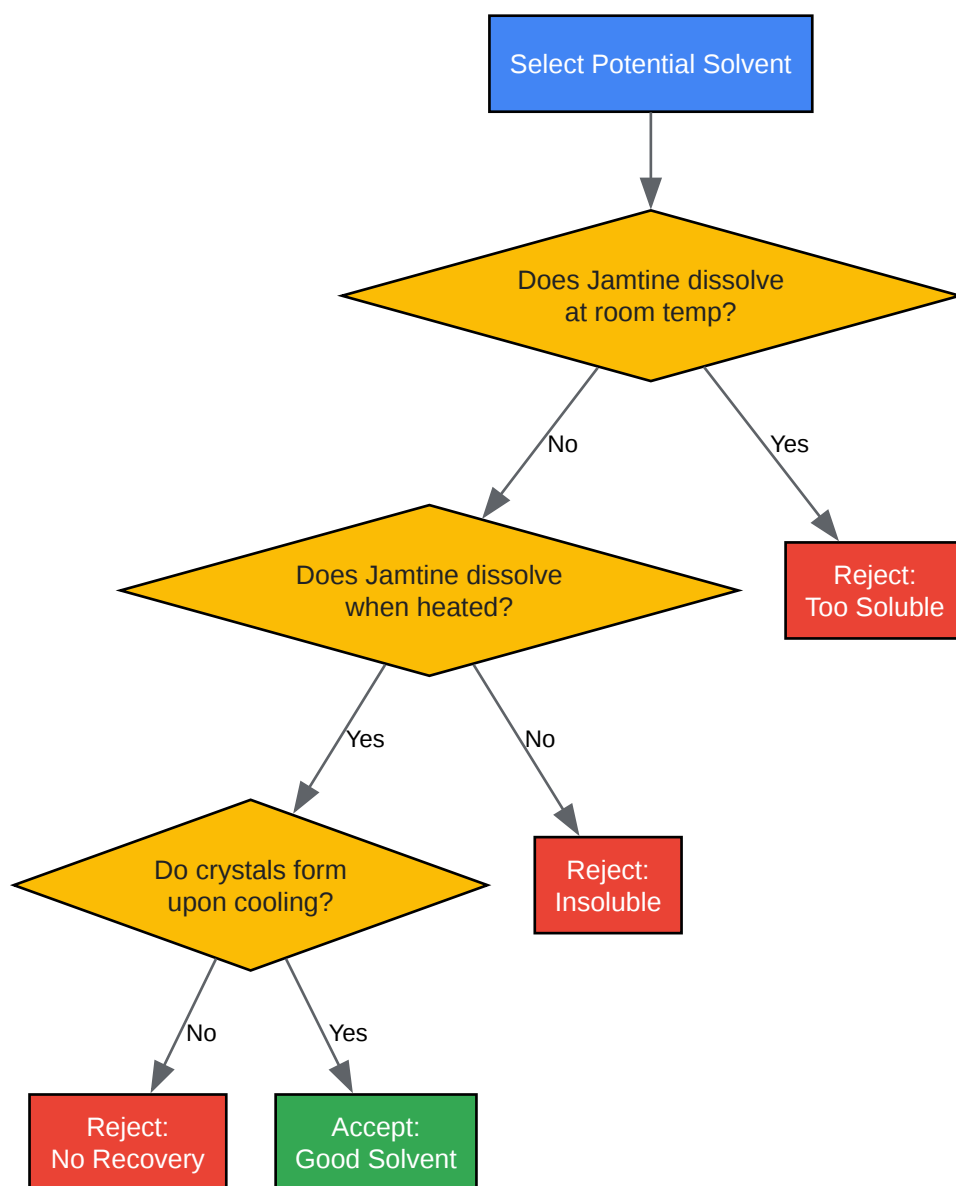 Select Potential Solvent
Does Jamtine dissolve
at room temp?
No
Yes
Does Jamtine dissolve
when heated?
Reject:
Too Soluble
Yes
No
Do crystals form
upon cooling?
Reject:
Insoluble
No
Yes
Reject:
No Recovery
Accept:
Good Solvent